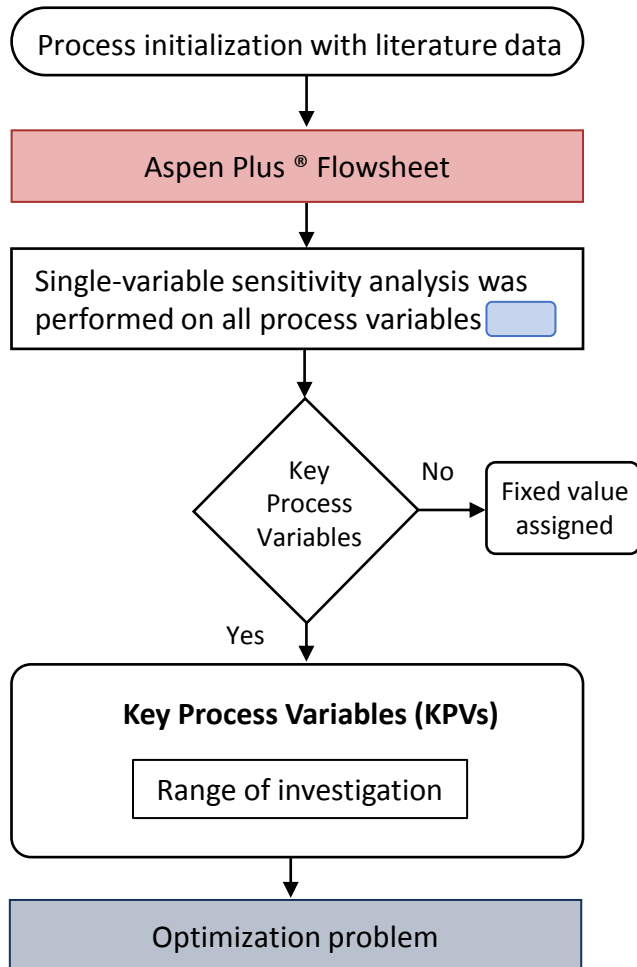 Process initialization with literature data
Aspen Plus ® Flowsheet
Single-variable sensitivity analysis was
performed on all process variables
Key
Process
Variables
No
Fixed value
assigned
Yes
Key Process Variables (KPVs)
Range of investigation
Optimization problem